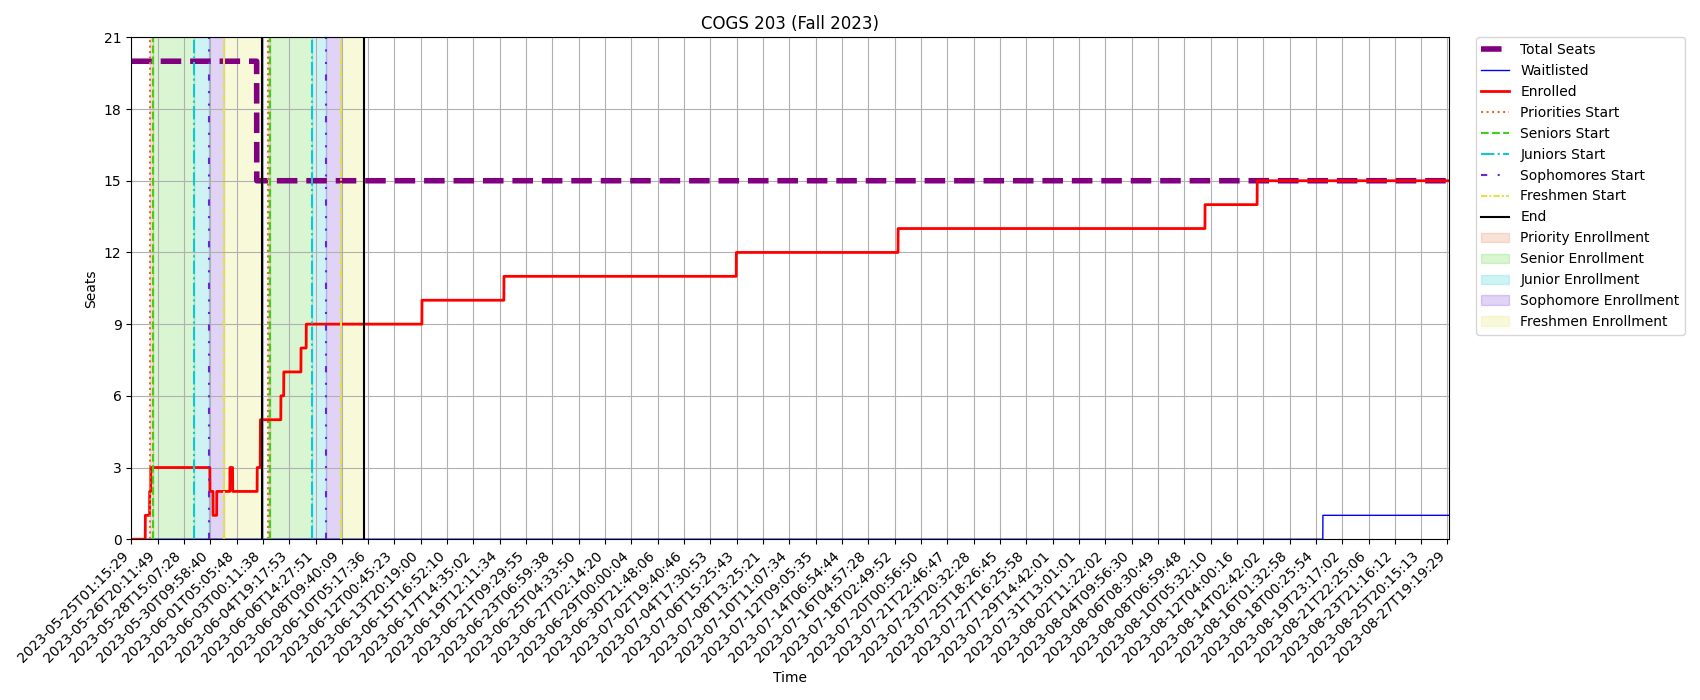 COGS 203 (Fall 2023)
21
18
15
12
9
6
3
0
Seats
2023-05-25T01:15:29
2023-05-26T20:11:49
2023-05-28T15:07:28
2023-05-30T09:58:40
2023-06-01T05:05:48
2023-06-03T00:11:38
2023-06-04T19:17:53
2023-06-06T14:27:51
2023-06-08T09:40:09
2023-06-10T05:17:36
2023-06-12T00:45:23
2023-06-13T20:19:00
2023-06-15T16:52:10
2023-06-17T14:35:02
2023-06-19T12:11:34
2023-06-21T09:29:55
2023-06-23T06:59:38
2023-06-25T04:33:50
2023-06-27T02:14:20
2023-06-29T00:00:04
2023-06-30T21:48:06
2023-07-02T19:40:46
2023-07-04T17:30:53
2023-07-06T15:25:43
2023-07-08T13:25:21
2023-07-10T11:07:34
2023-07-12T09:05:35
2023-07-14T06:54:44
2023-07-16T04:57:28
2023-07-18T02:49:52
2023-07-20T00:56:50
2023-07-21T22:46:47
2023-07-23T20:32:28
2023-07-25T18:26:45
2023-07-27T16:25:58
2023-07-29T14:42:01
2023-07-31T13:01:01
2023-08-02T11:22:02
2023-08-04T09:56:30
2023-08-06T08:30:49
2023-08-08T06:59:48
2023-08-10T05:32:10
2023-08-12T04:00:16
2023-08-14T02:42:02
2023-08-16T01:32:58
2023-08-18T00:25:54
2023-08-19T23:17:02
2023-08-21T22:25:06
2023-08-23T21:16:12
2023-08-25T20:15:13
2023-08-27T19:19:29
Time
Total Seats
Waitlisted
Enrolled
Priorities Start
Seniors Start
Juniors Start
Sophomores Start
Freshmen Start
End
Priority Enrollment
Senior Enrollment
Junior Enrollment
Sophomore Enrollment
Freshmen Enrollment